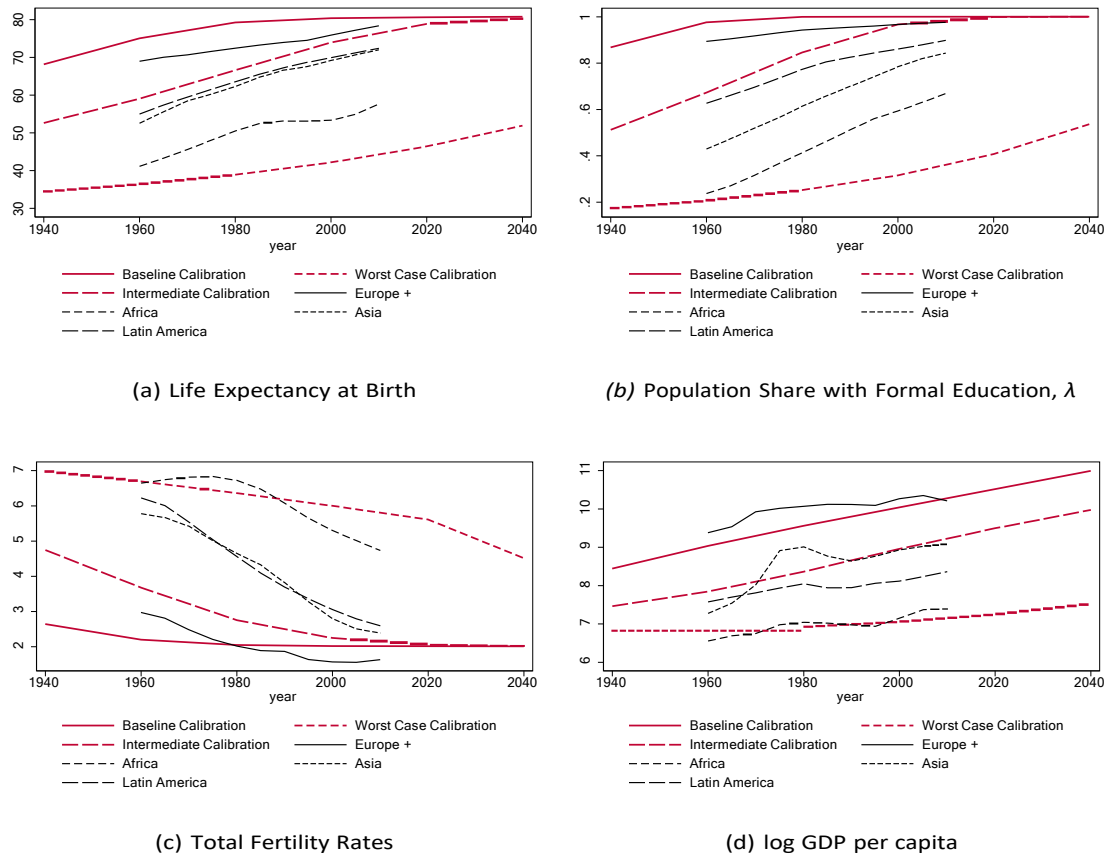 80
70
60
50
40
30
1940 1960 1980 2000 2020 2040
year
Baseline Calibration Worst Case Calibration
Intermediate Calibration Europe +
Africa Asia
Latin America
(a) Life Expectancy at Birth
1
.8
.6
.4
.2
1940 1960 1980 2000 2020 2040
year
Baseline Calibration Worst Case Calibration
Intermediate Calibration Europe +
Africa Asia
Latin America
(b) Population Share with Formal Education, λ
7
6
5
4
3
2
1940 1960 1980 2000 2020 2040
year
Baseline Calibration Worst Case Calibration
Intermediate Calibration Europe +
Africa Asia
Latin America
(c) Total Fertility Rates
11
10
9
8
7
6
1940 1960 1980 2000 2020 2040
year
Baseline Calibration Worst Case Calibration
Intermediate Calibration Europe +
Africa Asia
Latin America
(d) log GDP per capita